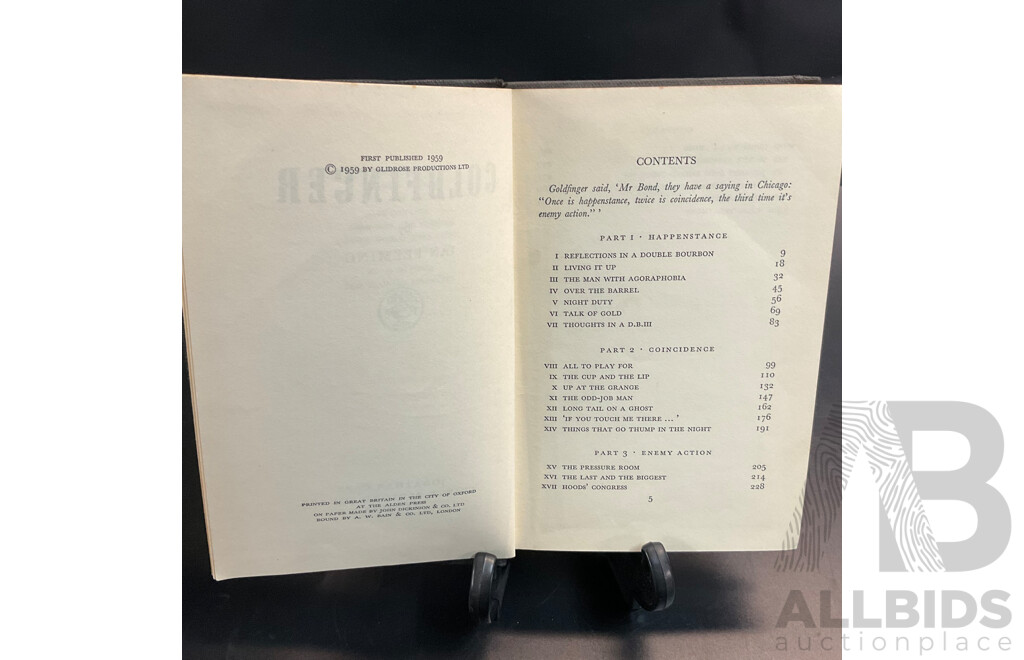 FIRST PUBLISHED 1959
© 1959 BY GLIDROSE PRODUCTIONS LTD
GOLDFINGER
IAN FLEMING
PRINTED IN GREAT BRITAIN IN THE CITY OF OXFORD
AT THE ALDEN PRESS
ON PAPER MADE BY JOHN DICKINSON & CO. LTD
BOUND BY A. W. BAIN & CO. LTD, LONDON
CONTENTS
Goldfinger said, ‘Mr Bond, they have a saying in Chicago:
“Once is happenstance, twice is coincidence, the third time it's
enemy action.” ’
PART 1 · HAPPENSTANCE
I REFLECTIONS IN A DOUBLE BOURBON 9
II LIVING IT UP 18
III THE MAN WITH AGORAPHOBIA 32
IV OVER THE BARREL 45
V NIGHT DUTY 56
VI TALK OF GOLD 69
VII THOUGHTS IN A D.B.III 83
PART 2 · COINCIDENCE
VIII ALL TO PLAY FOR 99
IX THE CUP AND THE LIP 110
X UP AT THE GRANGE 132
XI THE ODD-JOB MAN 147
XII LONG TAIL ON A GHOST 162
XIII ‘IF YOU TOUCH ME THERE ...’ 176
XIV THINGS THAT GO THUMP IN THE NIGHT 191
PART 3 · ENEMY ACTION
XV THE PRESSURE ROOM 205
XVI THE LAST AND THE BIGGEST 214
XVII HOODS' CONGRESS 228
5
AB
ALLBIDS
auctionplace